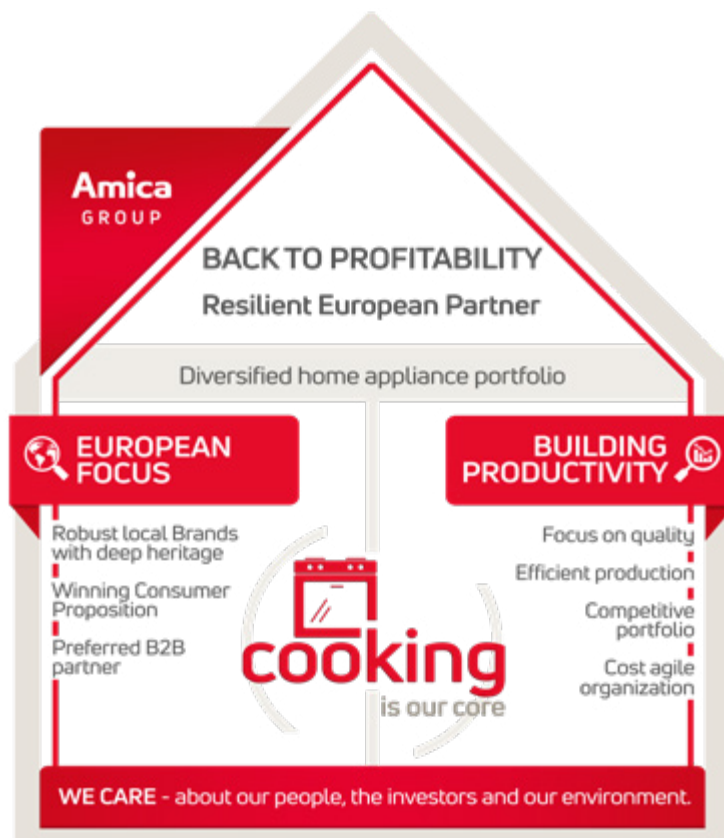 Amica
GROUP
BACK TO PROFITABILITY
Resilient European Partner
Diversified home appliance portfolio
EUROPEAN
FOCUS
Robust local Brands
with deep heritage
Winning Consumer
Proposition
Preferred B2B
partner
BUILDING
PRODUCTIVITY
Focus on quality
Efficient production
Competitive
portfolio
Cost agile
organization
cooking
is our core
WE CARE - about our people, the investors and our environment.